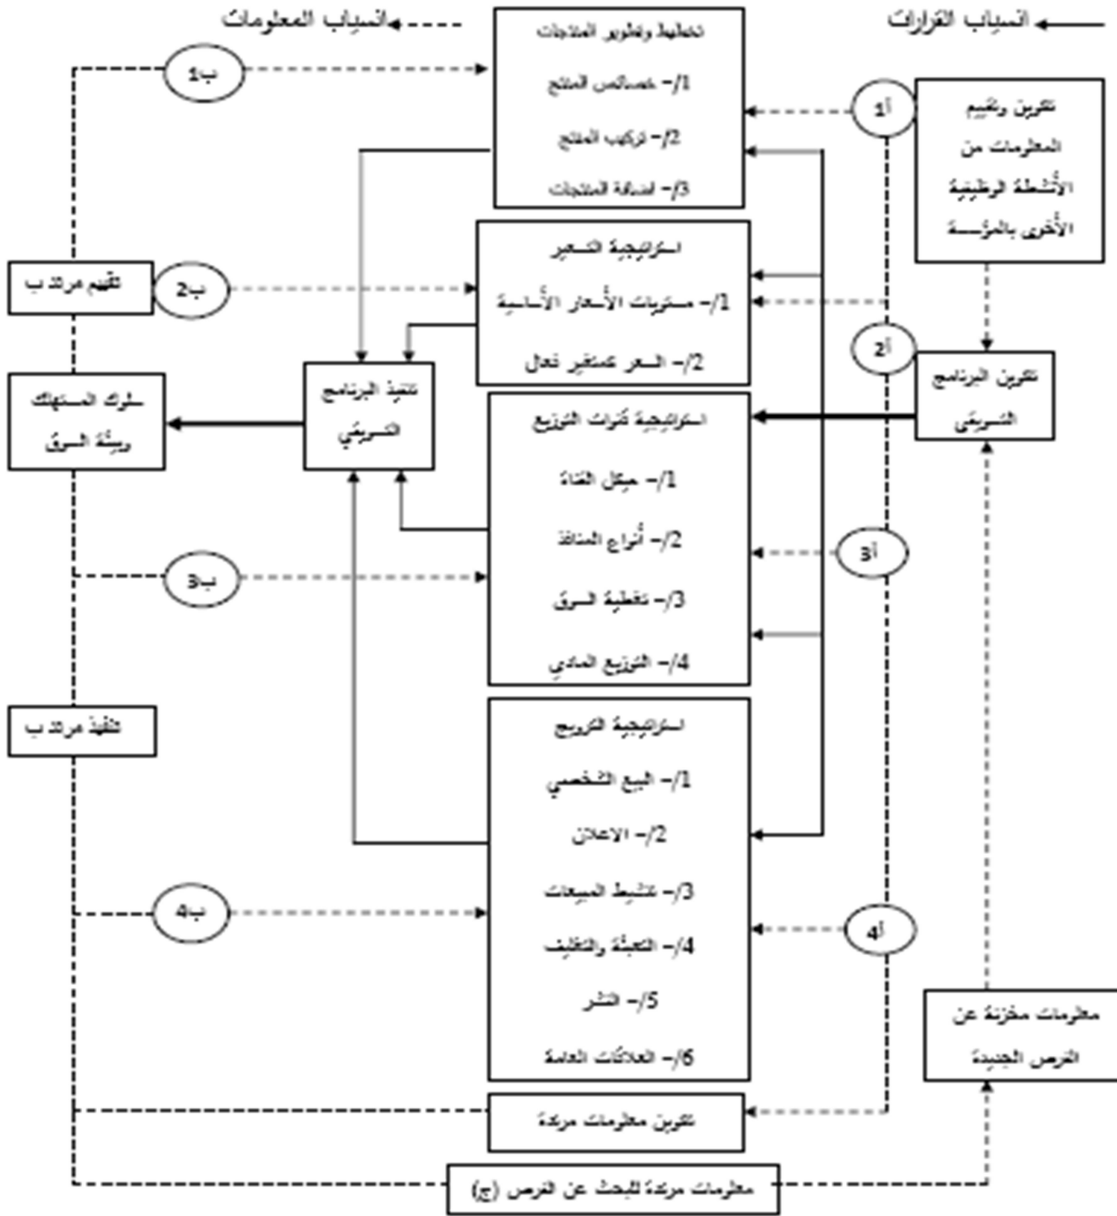 انسياب القرارات
انسياب المعلومات
تخطيط وتطوير المنتجات
1/- خصائص المنتج
2/- تركيب المنتج
3/- اضافة المنتجات
1أ
ب1
تكوين وتقييم
المعلومات من
الأنشطة الوظيفية
الأخرى بالمؤسسة
استراتيجية التسعير
1/- مستويات الأسعار الأساسية
2/- السعر كمتغير فعال
أ2
ب2
تقييم مرتد ب
تكوين البرنامج
التسويقي
تنفيذ البرنامج
التسويقي
سلوك المستهلك
وبيئة السوق
استراتيجية قنوات التوزيع
1/- هيكل القناة
2/- أنواع المنافذ
3/- تغطية السوق
4/- التوزيع المادي
أ3
ب3
تنفيذ مرتد ب
استراتيجية الترويج
1/- البيع الشخصي
2/- الاعلان
3/- تنشيط المبيعات
4/- التعبئة والتغليف
5/- النشر
6/- العلاقات العامة
أ4
ب4
معلومات مخزنة عن
الفرص الجديدة
تكوين معلومات مرتدة
معلومات مرتدة للبحث عن الفرص (ج)